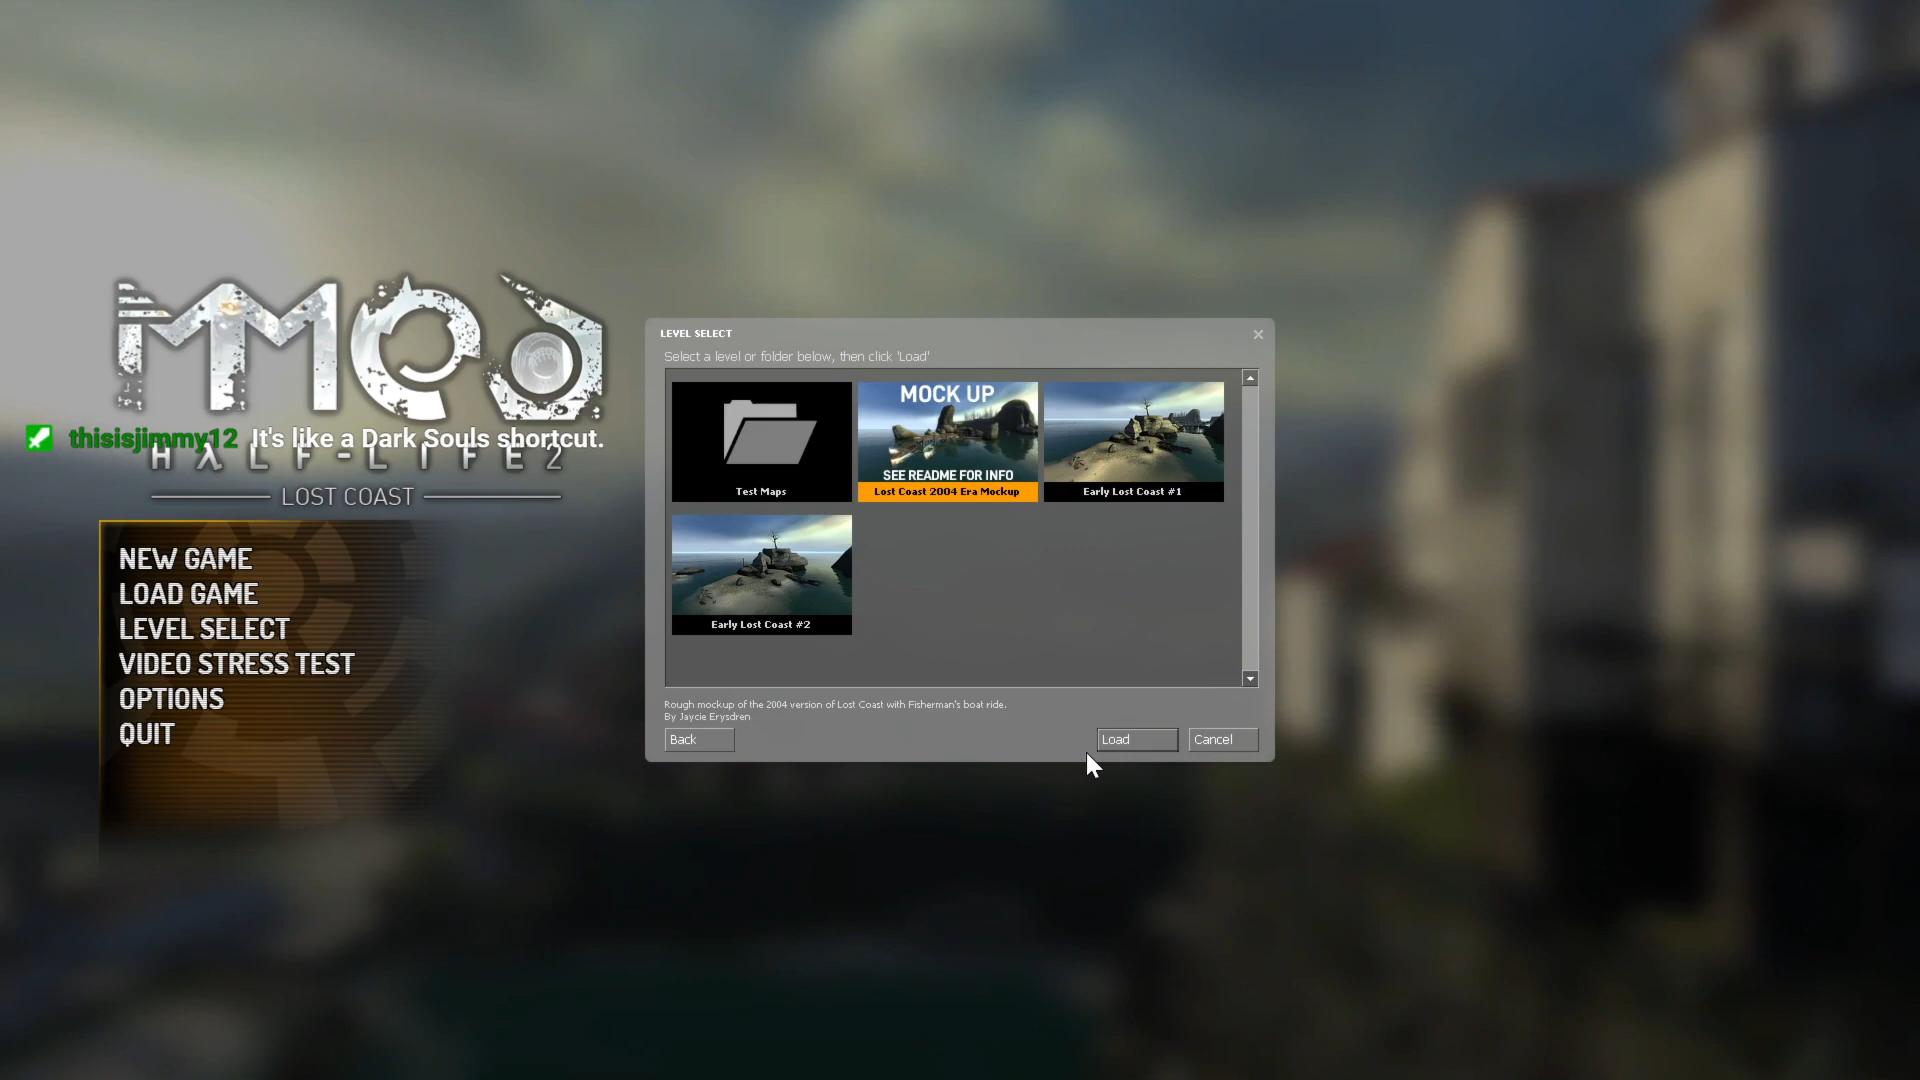 MMod
thisisjimmy12 It's like a Dark Souls shortcut.
HALF-LIFE 2
LOST COAST
NEW GAME
LOAD GAME
LEVEL SELECT
VIDEO STRESS TEST
OPTIONS
QUIT
LEVEL SELECT
Select a level or folder below, then click 'Load'
Test Maps
MOCK UP
SEE README FOR INFO
Lost Coast 2004 Era Mockup
Early Lost Coast #1
Early Lost Coast #2
Rough mockup of the 2004 version of Lost Coast with Fisherman's boat ride.
By Jaycie Erysdren
Back
Load
Cancel